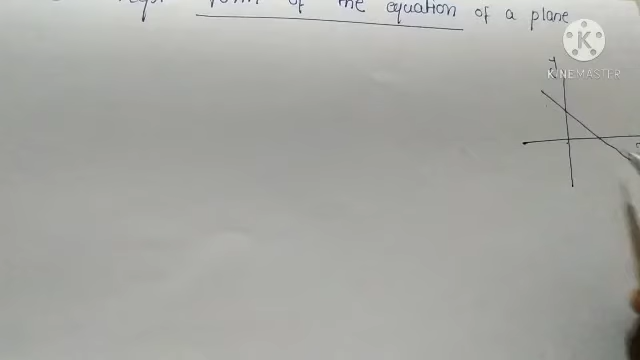 form of the equation of a plane
KINEMASTER
y